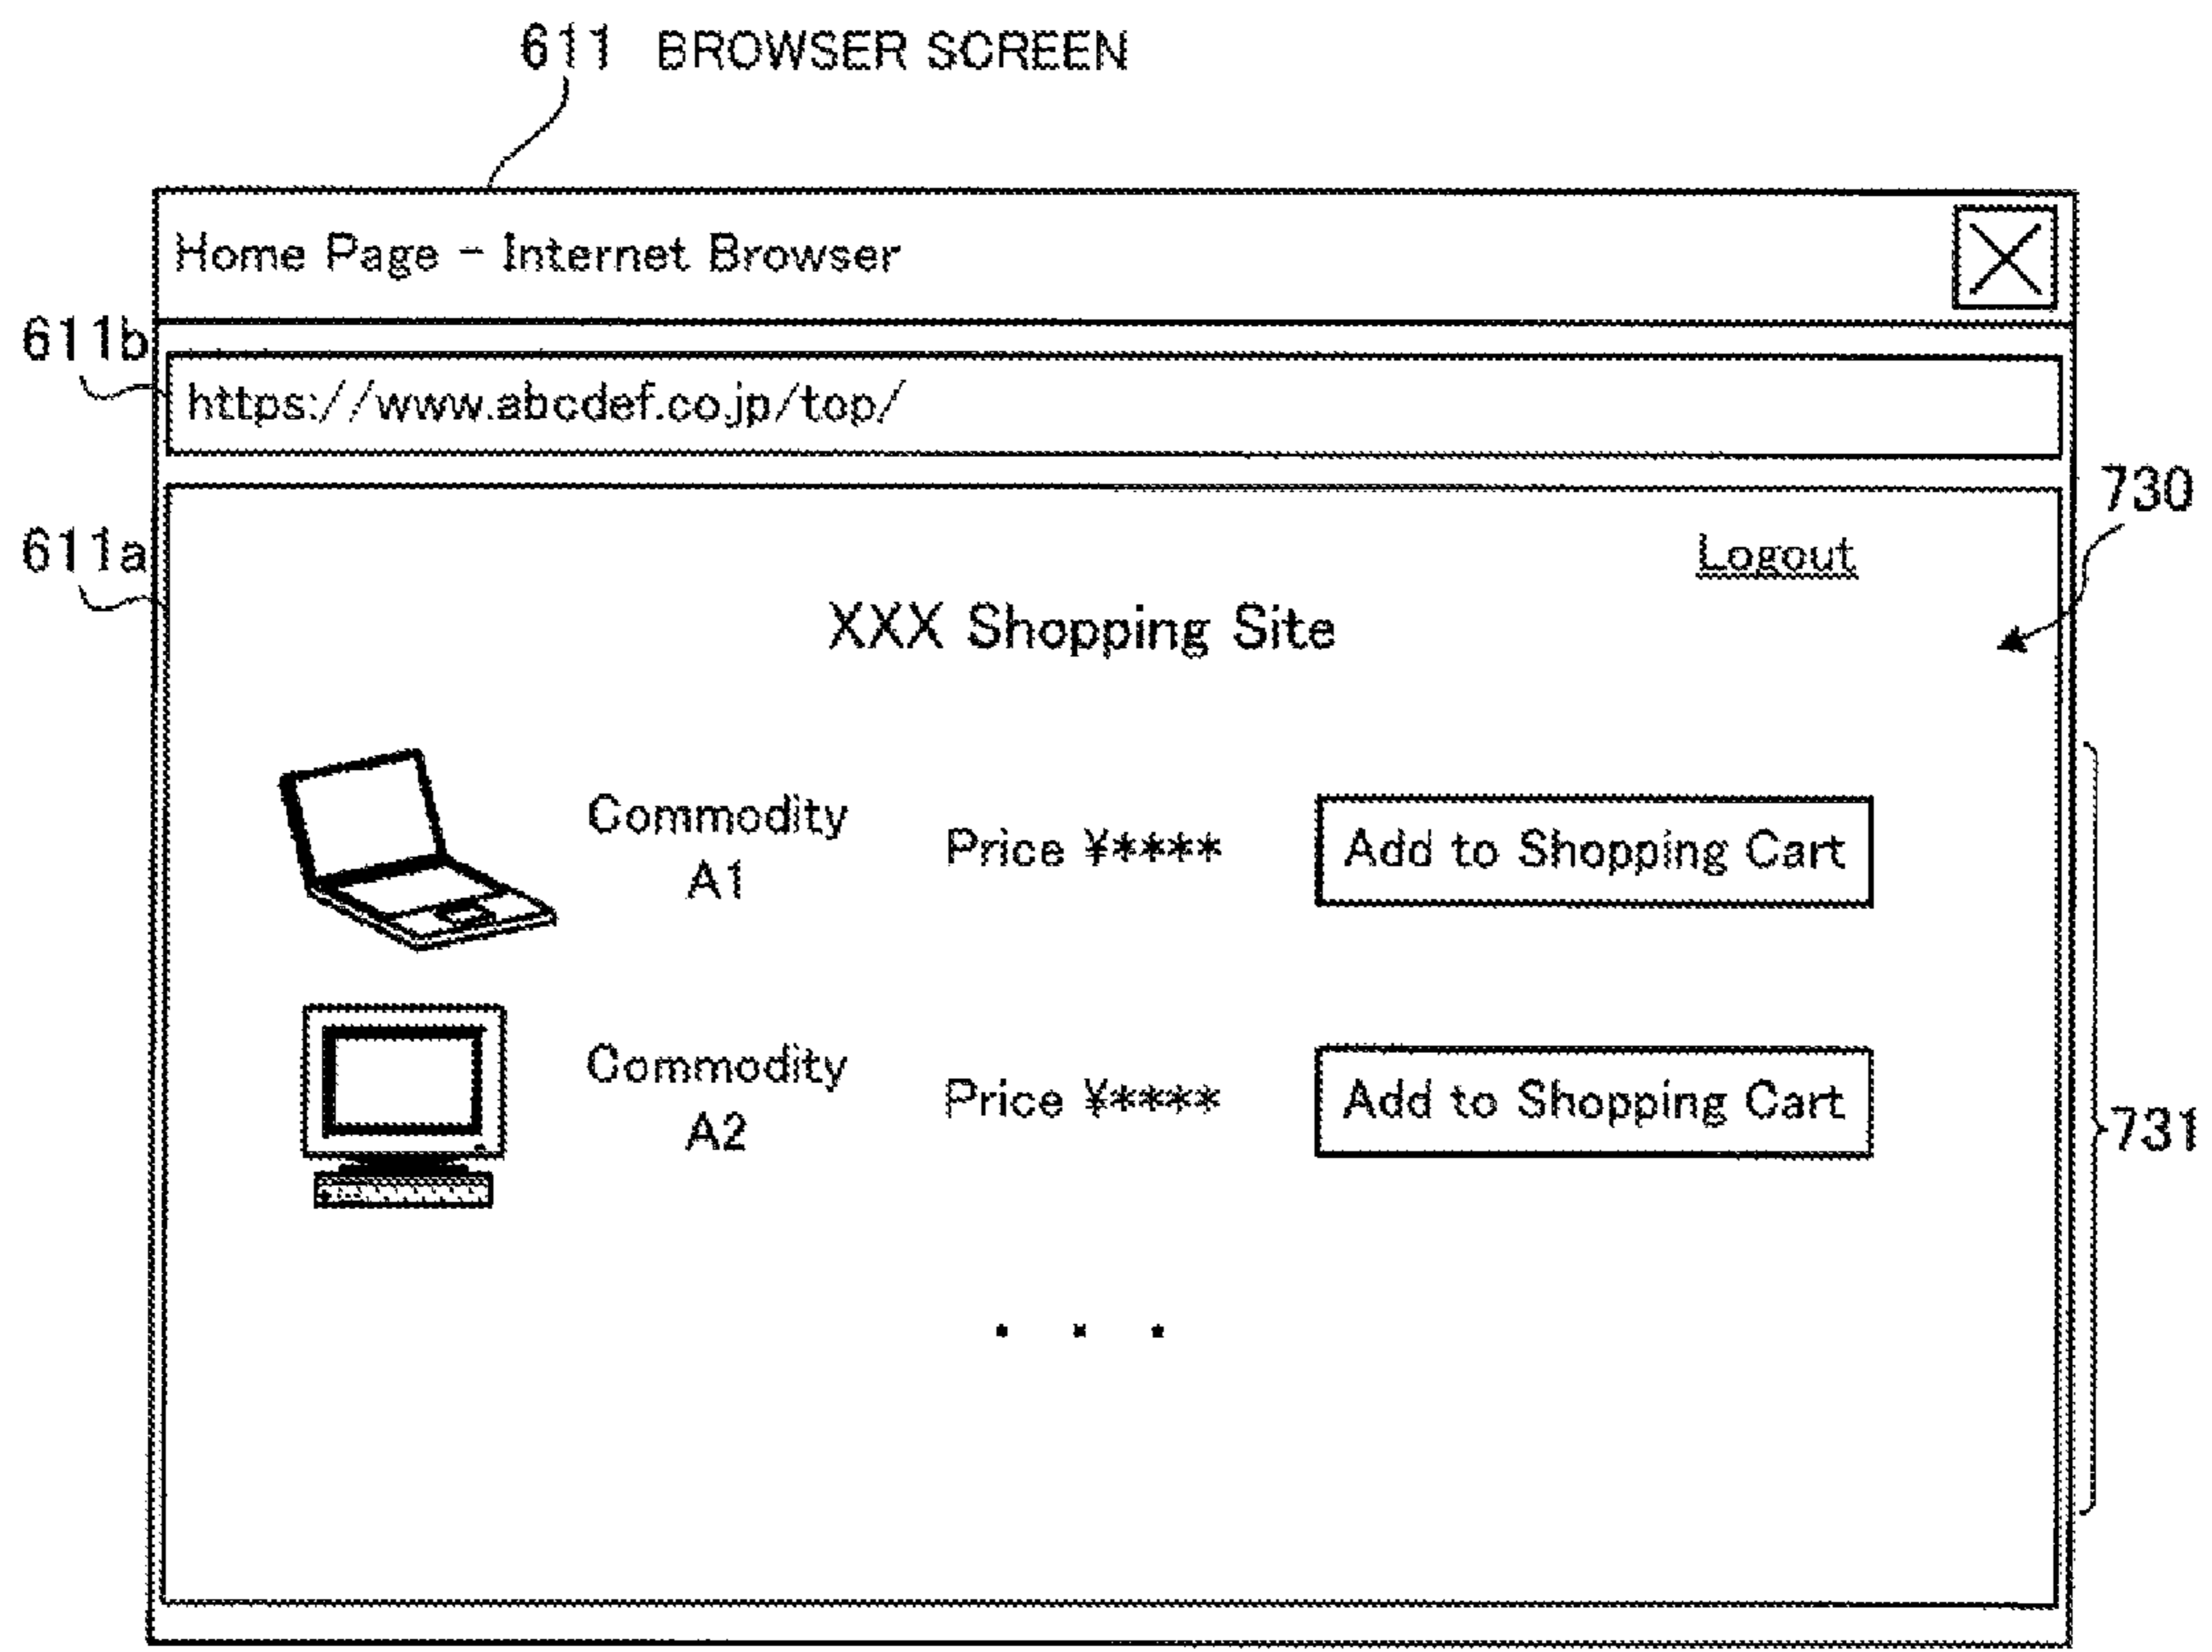 611 BROWSER SCREEN
Home Page - Internet Browser
611b
https://www.abcdef.co.jp/top/
730
611a
Logout
XXX Shopping Site
Commodity
A1
Price ¥****
Add to Shopping Cart
Commodity
A2
Price ¥****
Add to Shopping Cart
731
. . .